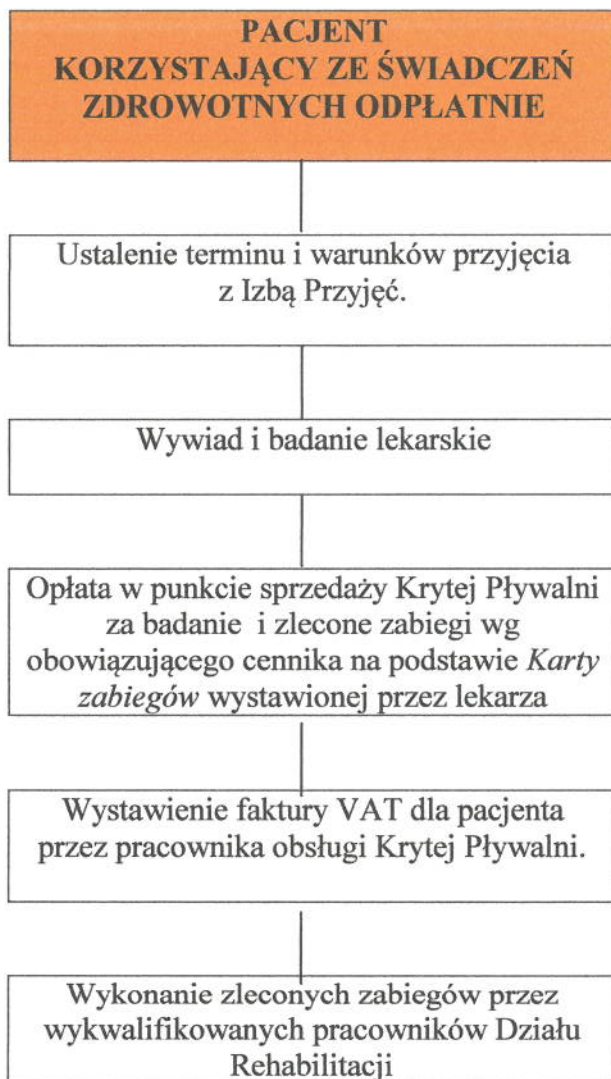 PACJENT
KORZYSTAJĄCY ZE ŚWIADCZEŃ
ZDROWOTNYCH ODPŁATNIE
Ustalenie terminu i warunków przyjęcia
z Izbą Przyjęć.
Wywiad i badanie lekarskie
Opłata w punkcie sprzedaży Krytej Pływalni
za badanie i zlecone zabiegi wg
obowiązującego cennika na podstawie Karty
zabiegów wystawionej przez lekarza
Wystawienie faktury VAT dla pacjenta
przez pracownika obsługi Krytej Pływalni.
Wykonanie zleconych zabiegów przez
wykwalifikowanych pracowników Działu
Rehabilitacji